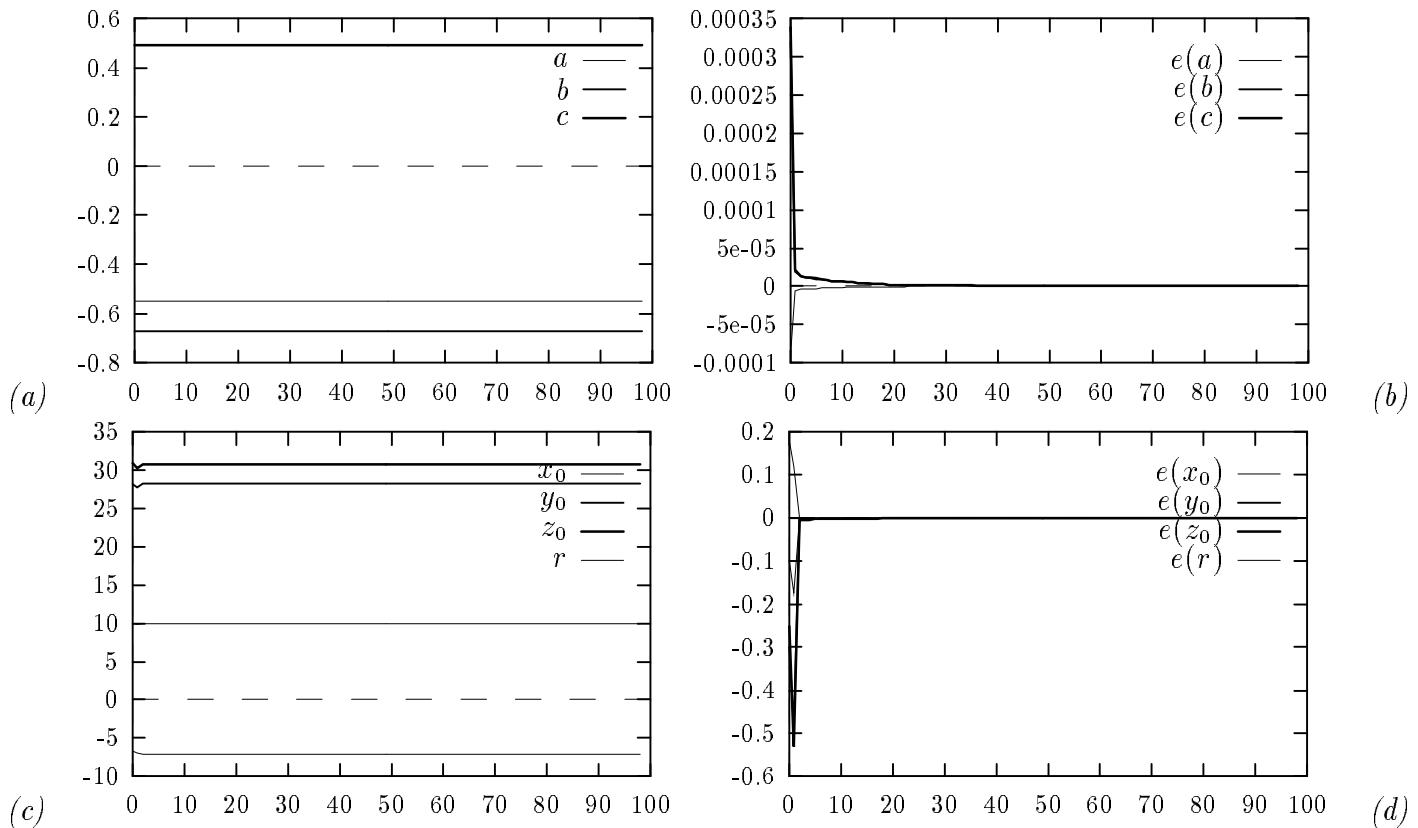 0.6
0.4
0.2
0
-0.2
-0.4
-0.6
-0.8
0 10 20 30 40 50 60 70 80 90 100
a
b
c
(a)
0.00035
0.0003
0.00025
0.0002
0.00015
0.0001
5e-05
0
-5e-05
-0.0001
0 10 20 30 40 50 60 70 80 90 100
e(a)
e(b)
e(c)
(b)
35
30
25
20
15
10
5
0
-5
-10
0 10 20 30 40 50 60 70 80 90 100
x₀
y₀
z₀
r
(c)
0.2
0.1
0
-0.1
-0.2
-0.3
-0.4
-0.5
-0.6
0 10 20 30 40 50 60 70 80 90 100
e(x₀)
e(y₀)
e(z₀)
e(r)
(d)